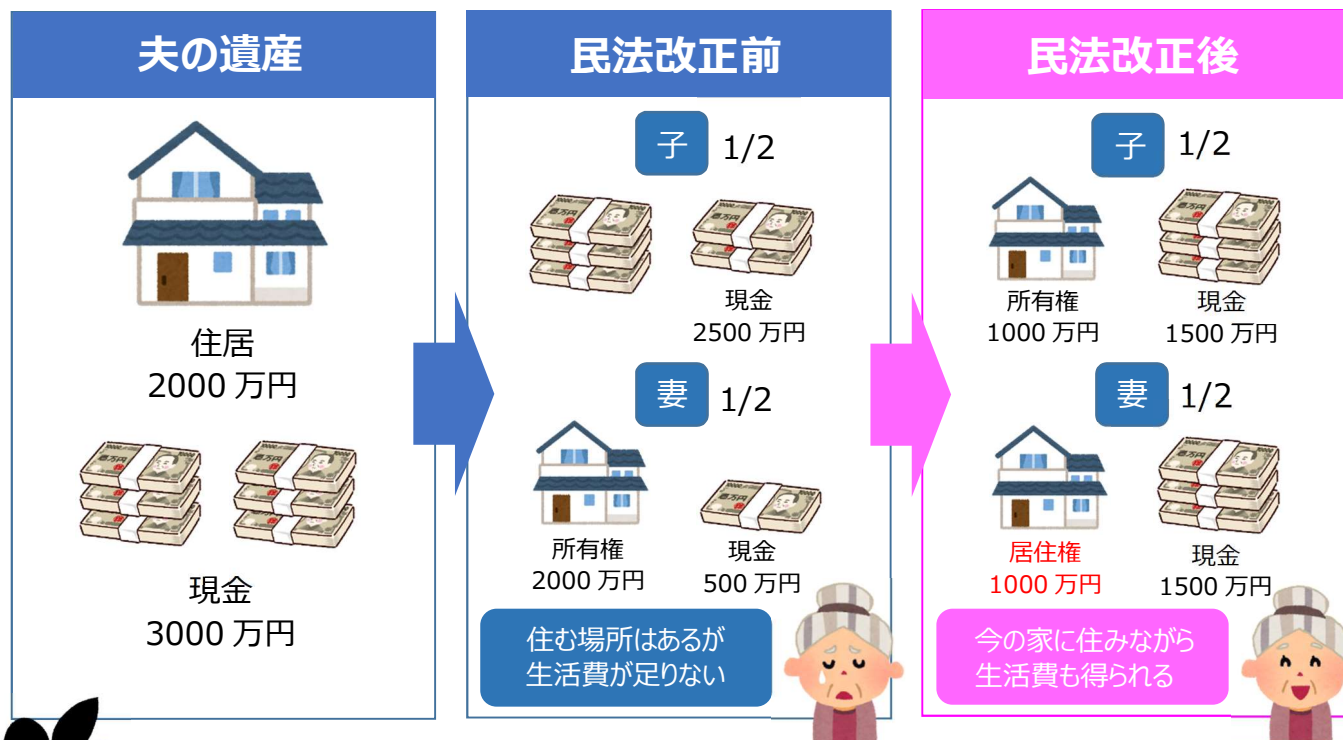 夫の遺産
住居
2000 万円
現金
3000 万円
民法改正前
子 1/2
現金
2500 万円
妻 1/2
所有権
2000 万円
現金
500 万円
住む場所はあるが
生活費が足りない
民法改正後
子 1/2
所有権
1000 万円
現金
1500 万円
妻 1/2
居住権
1000 万円
現金
1500 万円
今の家に住みながら
生活費も得られる